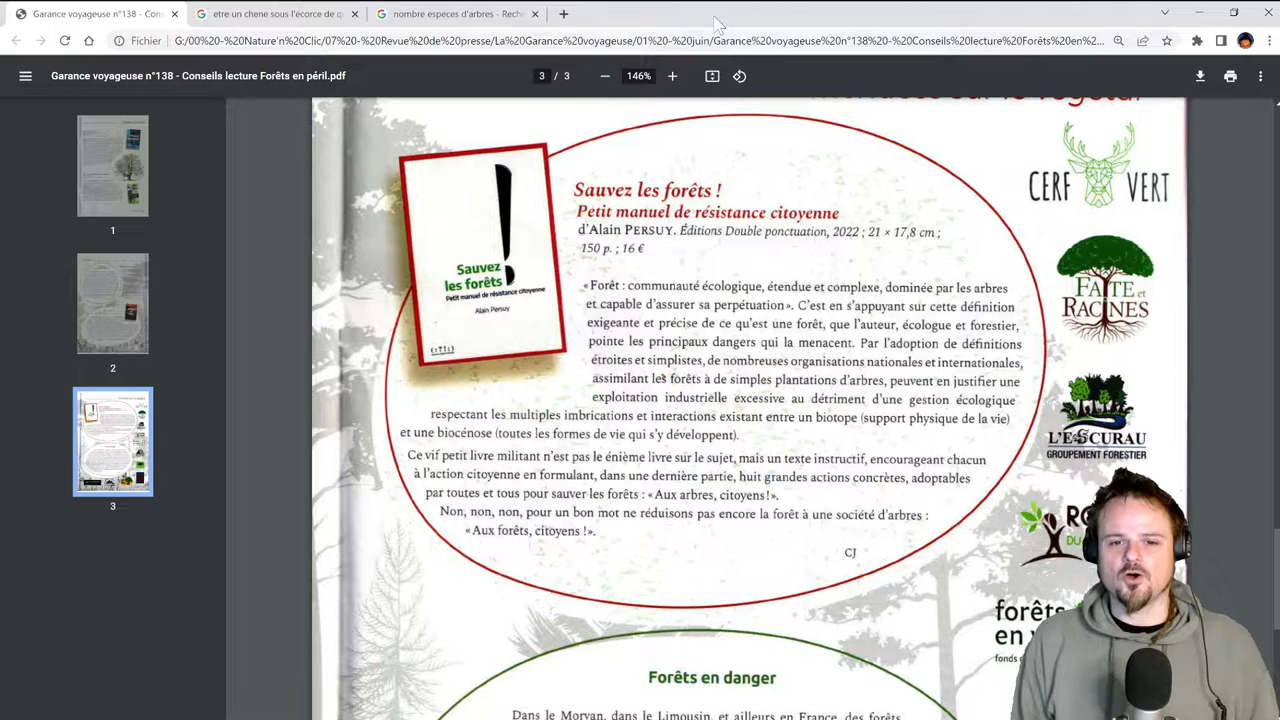 Garance voyageuse n°138 - Cons
etre un chene sous l'écorce de q
nombre especes d'arbres - Reche
Fichier
G:/00%20-%20Nature'n%20Clic/07%20-%20Revue%20de%20presse/La%20Garance%20voyageuse/01%20-%20juin/Garance%20voyageuse%20n°138%20-%20Conseils%20lecture%20Forêts%20en%...
Garance voyageuse n°138 - Conseils lecture Forêts en péril.pdf
3 / 3
146%
1
2
3
CERF VERT
Sauvez les forêts !
Petit manuel de résistance citoyenne
d'Alain PERSUY. Éditions Double ponctuation, 2022 ; 21 × 17,8 cm ;
150 p. ; 16 €
Sauvez
les forêts
Petit manuel de résistance citoyenne
Alain Persuy
«Forêt : communauté écologique, étendue et complexe, dominée par les arbres
et capable d'assurer sa perpétuation». C'est en s'appuyant sur cette définition
exigeante et précise de ce qu'est une forêt, que l'auteur, écologue et forestier,
pointe les principaux dangers qui la menacent. Par l'adoption de définitions
étroites et simplistes, de nombreuses organisations nationales et internationales,
assimilant les forêts à de simples plantations d'arbres, peuvent en justifier une
exploitation industrielle excessive au détriment d'une gestion écologique
respectant les multiples imbrications et interactions existant entre un biotope (support physique de la vie)
et une biocénose (toutes les formes de vie qui s'y développent).
Ce vif petit livre militant n'est pas le énième livre sur le sujet, mais un texte instructif, encourageant chacun
à l'action citoyenne en formulant, dans une dernière partie, huit grandes actions concrètes, adoptables
par toutes et tous pour sauver les forêts : «Aux arbres, citoyens !».
Non, non, non, pour un bon mot ne réduisons pas encore la forêt à une société d'arbres :
«Aux forêts, citoyens !».
CJ
FAîTE et
RACINES
L'ESCURAU
GROUPEMENT FORESTIER
DU
forêts
en
fonds
Forêts en danger
Dans le Morvan, dans le Limousin, et ailleurs en France, des forêts